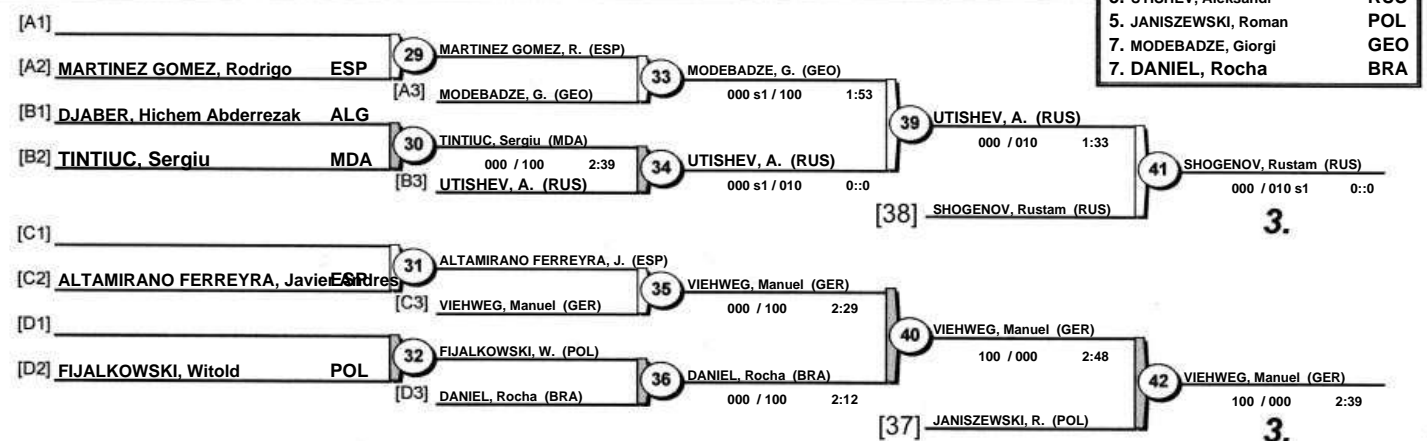 [A1]
[A2] MARTINEZ GOMEZ, Rodrigo ESP
29
MARTINEZ GOMEZ, R. (ESP)
[A3] MODEBADZE, G. (GEO)
33
MODEBADZE, G. (GEO)
000 s1 / 100 1:53
[B1] DJABER, Hichem Abderrezak ALG
[B2] TINTIUC, Sergiu MDA
30
TINTIUC, Sergiu (MDA)
000 / 100 2:39
[B3] UTISHEV, A. (RUS)
34
UTISHEV, A. (RUS)
000 s1 / 010 0::0
39
UTISHEV, A. (RUS)
000 / 010 1:33
[38] SHOGENOV, Rustam (RUS)
41
SHOGENOV, Rustam (RUS)
000 / 010 s1 0::0
3.
[C1]
[C2] ALTAMIRANO FERREYRA, Javier Andres ESP
31
ALTAMIRANO FERREYRA, J. (ESP)
[C3] VIEHWEG, Manuel (GER)
35
VIEHWEG, Manuel (GER)
000 / 100 2:29
[D1]
[D2] FIJALKOWSKI, Witold POL
32
FIJALKOWSKI, W. (POL)
[D3] DANIEL, Rocha (BRA)
36
DANIEL, Rocha (BRA)
000 / 100 2:12
40
VIEHWEG, Manuel (GER)
100 / 000 2:48
[37] JANISZEWSKI, R. (POL)
42
VIEHWEG, Manuel (GER)
100 / 000 2:39
3.
5. JANISZEWSKI, Roman POL
7. MODEBADZE, Giorgi GEO
7. DANIEL, Rocha BRA